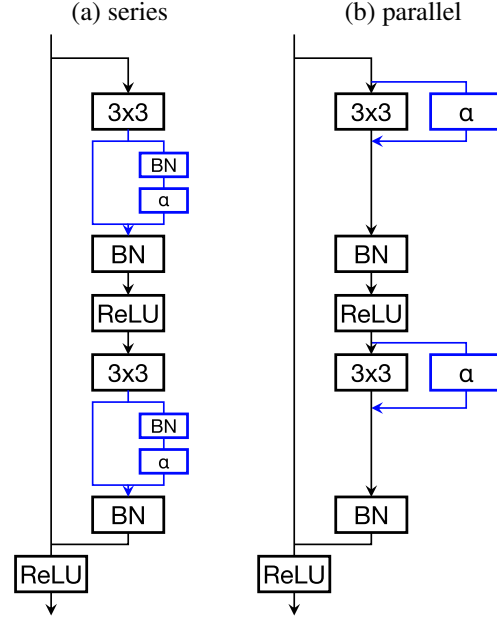 (a) series
3x3
BN
α
BN
ReLU
3x3
BN
α
BN
ReLU
(b) parallel
3x3
α
BN
ReLU
3x3
α
BN
ReLU